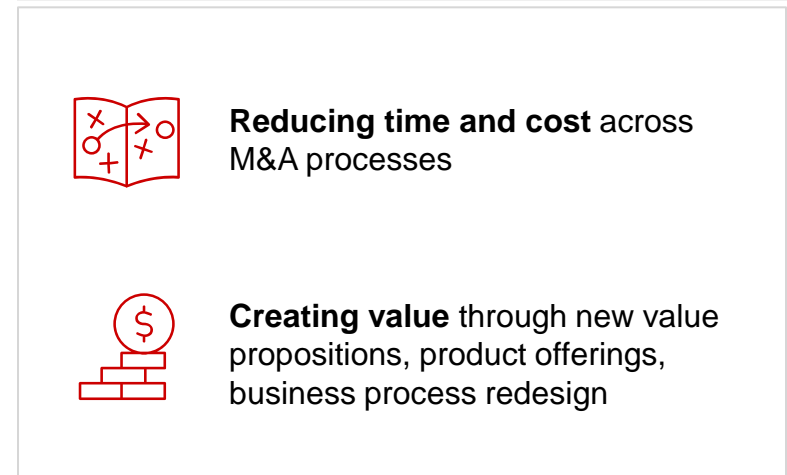 Reducing time and cost across
M&A processes
$
Creating value through new value
propositions, product offerings,
business process redesign